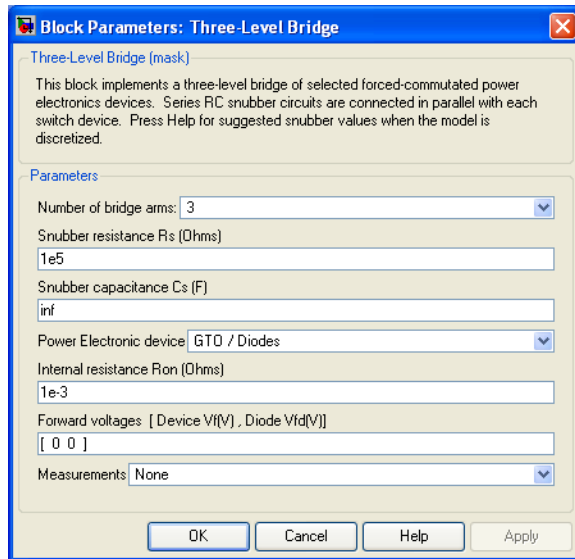 Block Parameters: Three-Level Bridge
Three-Level Bridge (mask)
This block implements a three-level bridge of selected forced-commutated power
electronics devices. Series RC snubber circuits are connected in parallel with each
switch device. Press Help for suggested snubber values when the model is
discretized.
Parameters
Number of bridge arms: 3
Snubber resistance Rs (Ohms)
1e5
Snubber capacitance Cs (F)
inf
Power Electronic device GTO / Diodes
Internal resistance Ron (Ohms)
1e-3
Forward voltages [ Device Vf(V) , Diode Vfd(V)]
[ 0 0 ]
Measurements None
OK Cancel Help Apply